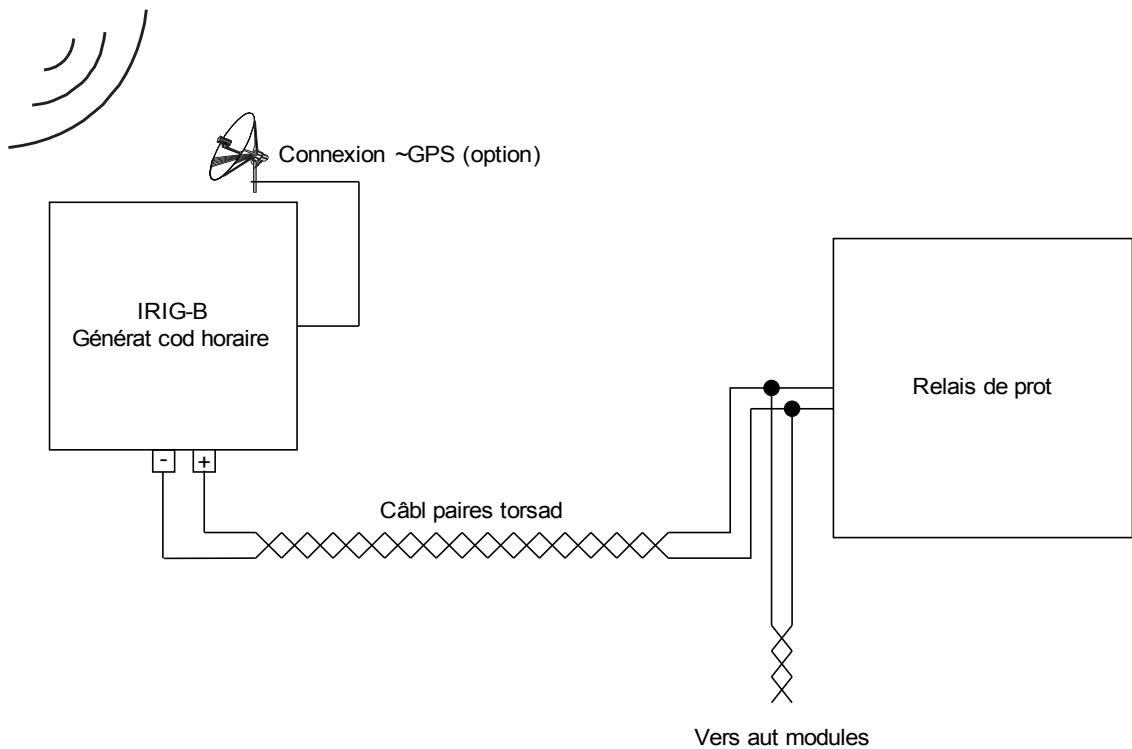 Connexion ~GPS (option)
IRIG-B
Générat cod horaire
Relais de prot
- +
Câbl paires torsad
Vers aut modules